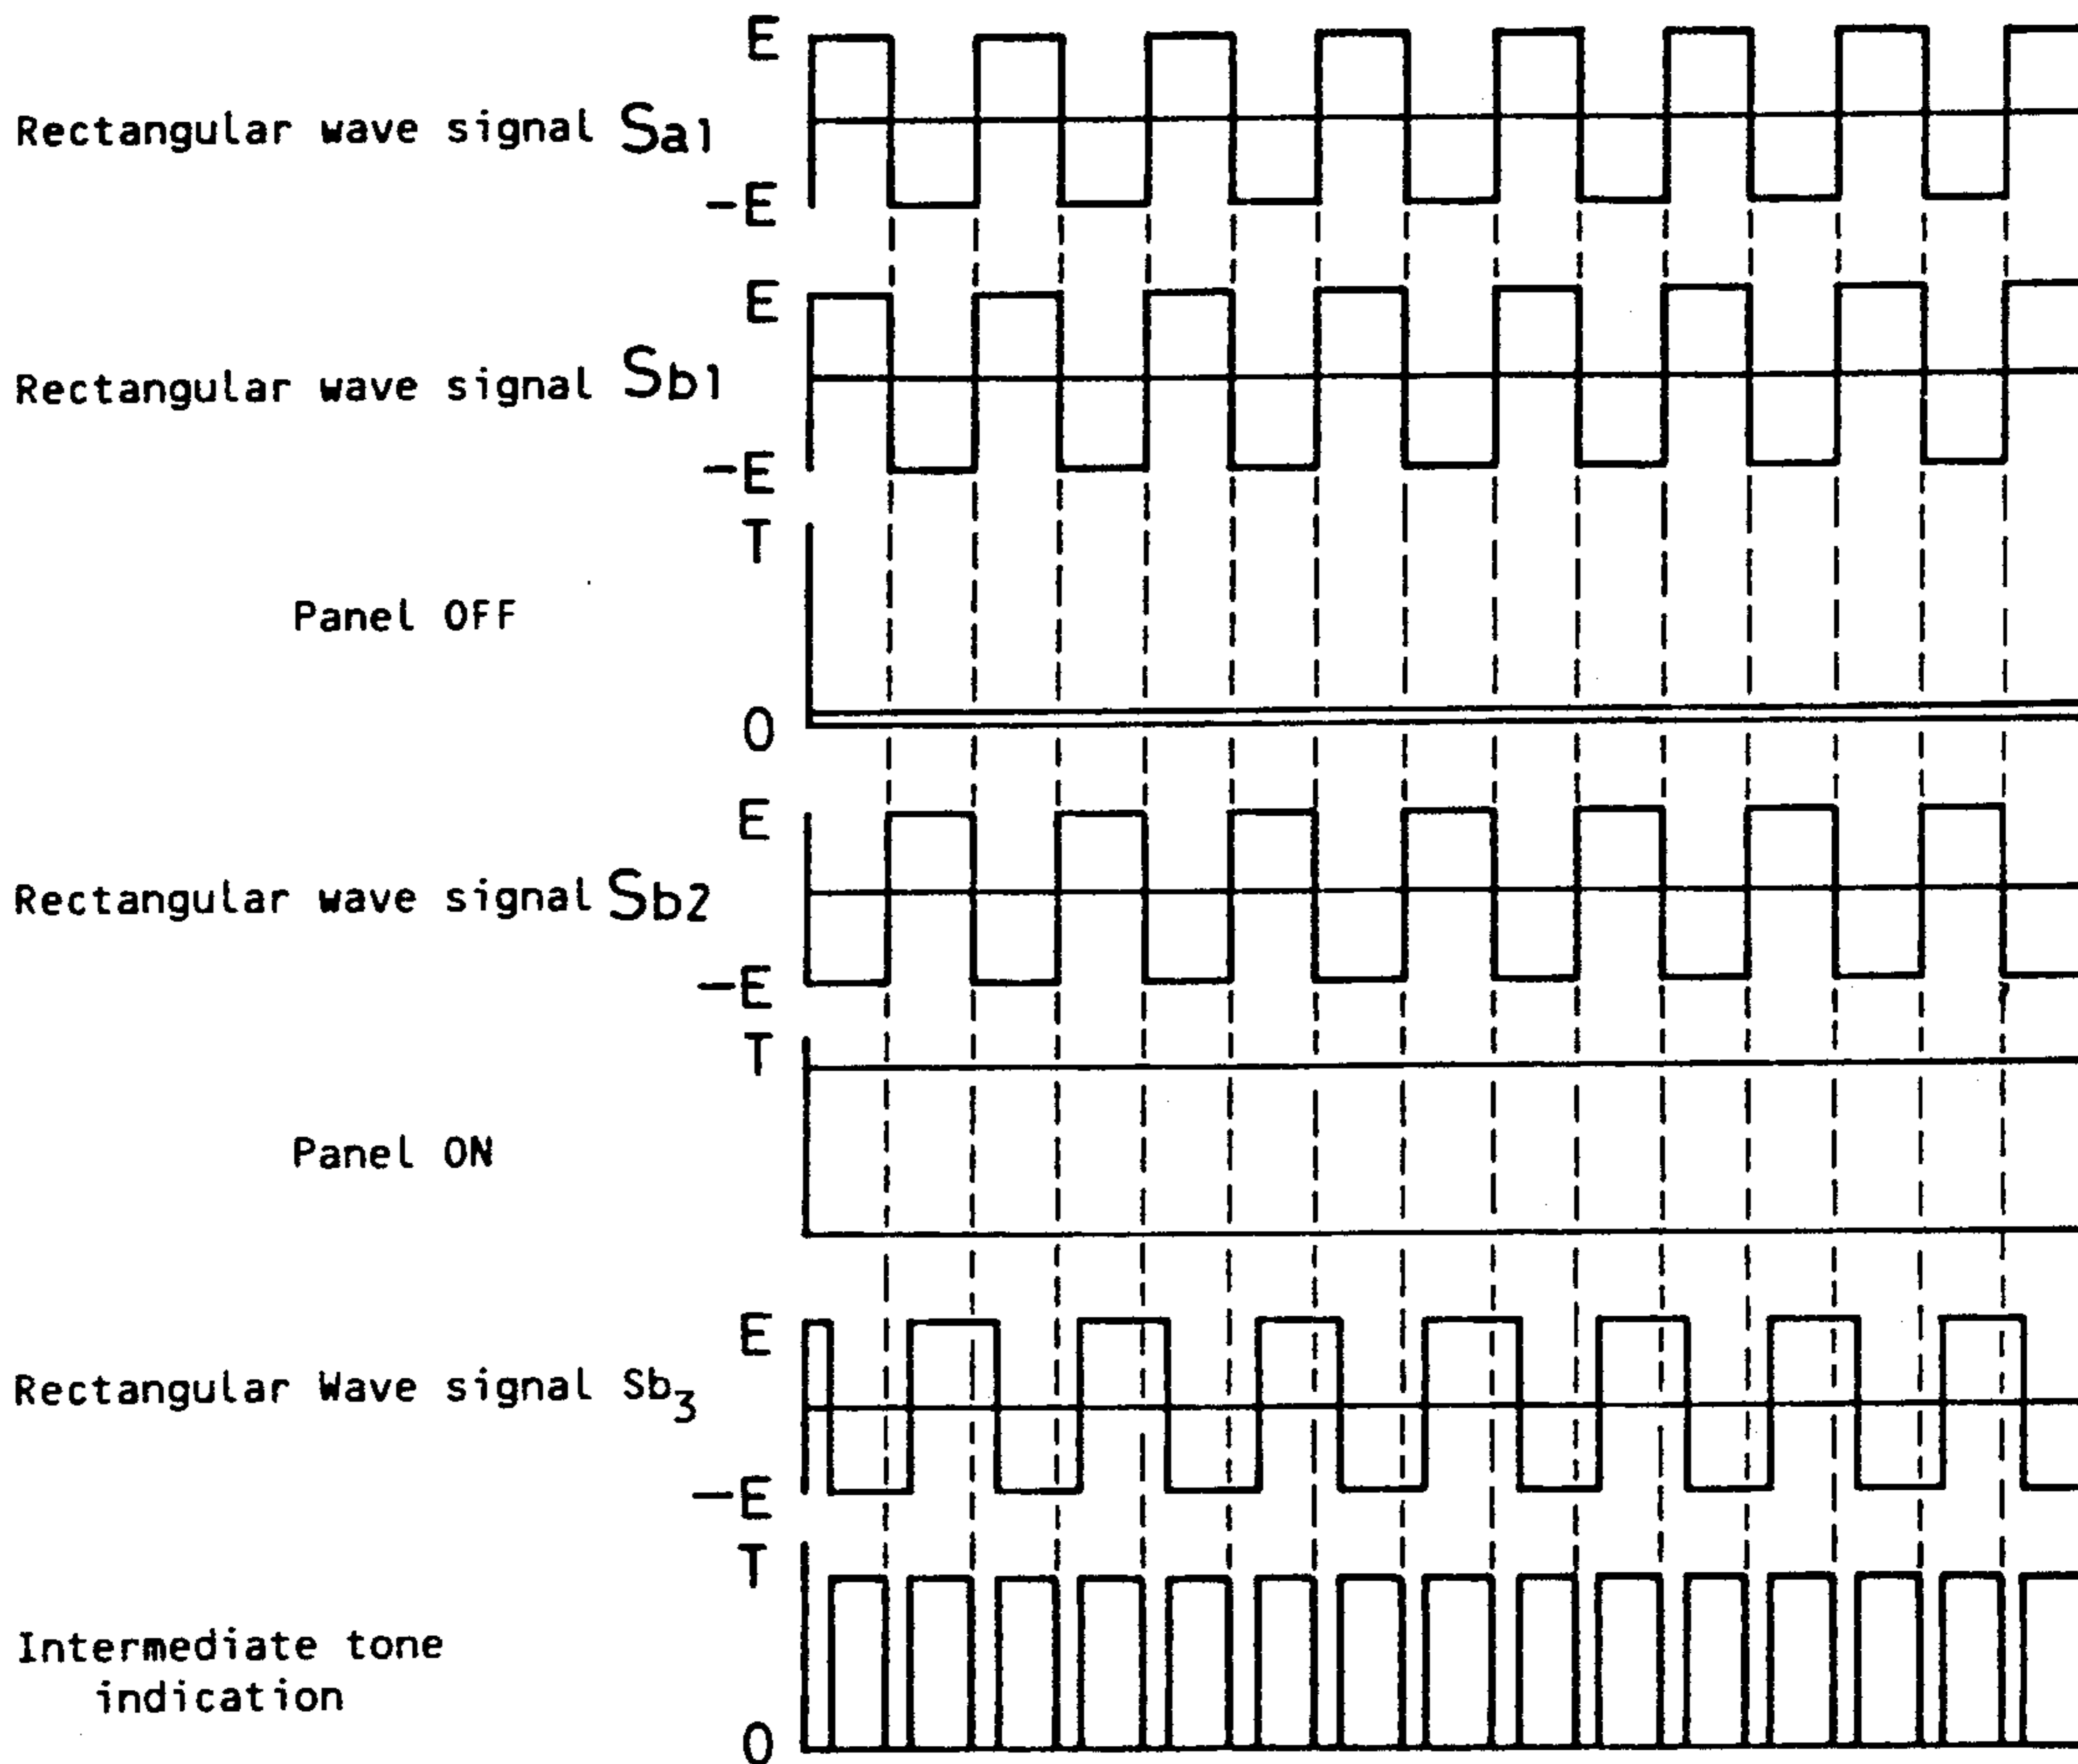 E
Rectangular wave signal Sa1
-E
E
Rectangular wave signal Sb1
-E
T
Panel OFF
0
E
Rectangular wave signal Sb2
-E
T
Panel ON
E
Rectangular Wave signal Sb3
-E
T
Intermediate tone
indication
0